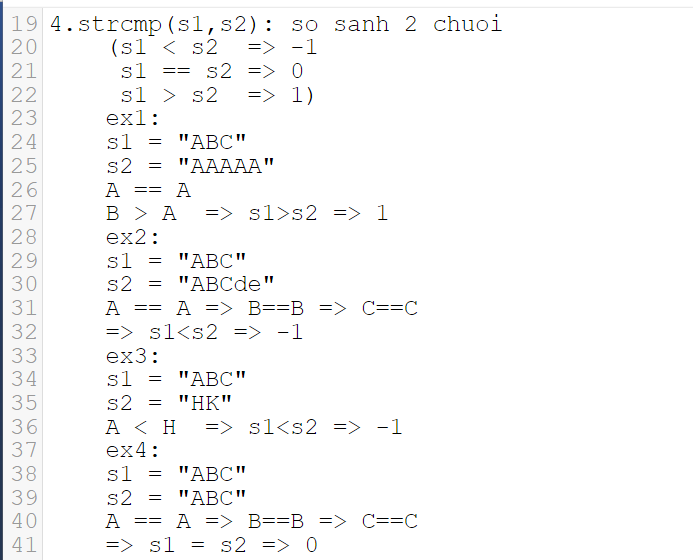 19 4.strcmp(s1,s2): so sanh 2 chuoi
20     (s1 < s2  => -1
21      s1 == s2 => 0
22      s1 > s2  => 1)
23     ex1:
24     s1 = "ABC"
25     s2 = "AAAAA"
26     A == A
27     B > A  => s1>s2 => 1
28     ex2:
29     s1 = "ABC"
30     s2 = "ABCde"
31     A == A => B==B => C==C
32     => s1<s2 => -1
33     ex3:
34     s1 = "ABC"
35     s2 = "HK"
36     A < H  => s1<s2 => -1
37     ex4:
38     s1 = "ABC"
39     s2 = "ABC"
40     A == A => B==B => C==C
41     => s1 = s2 => 0